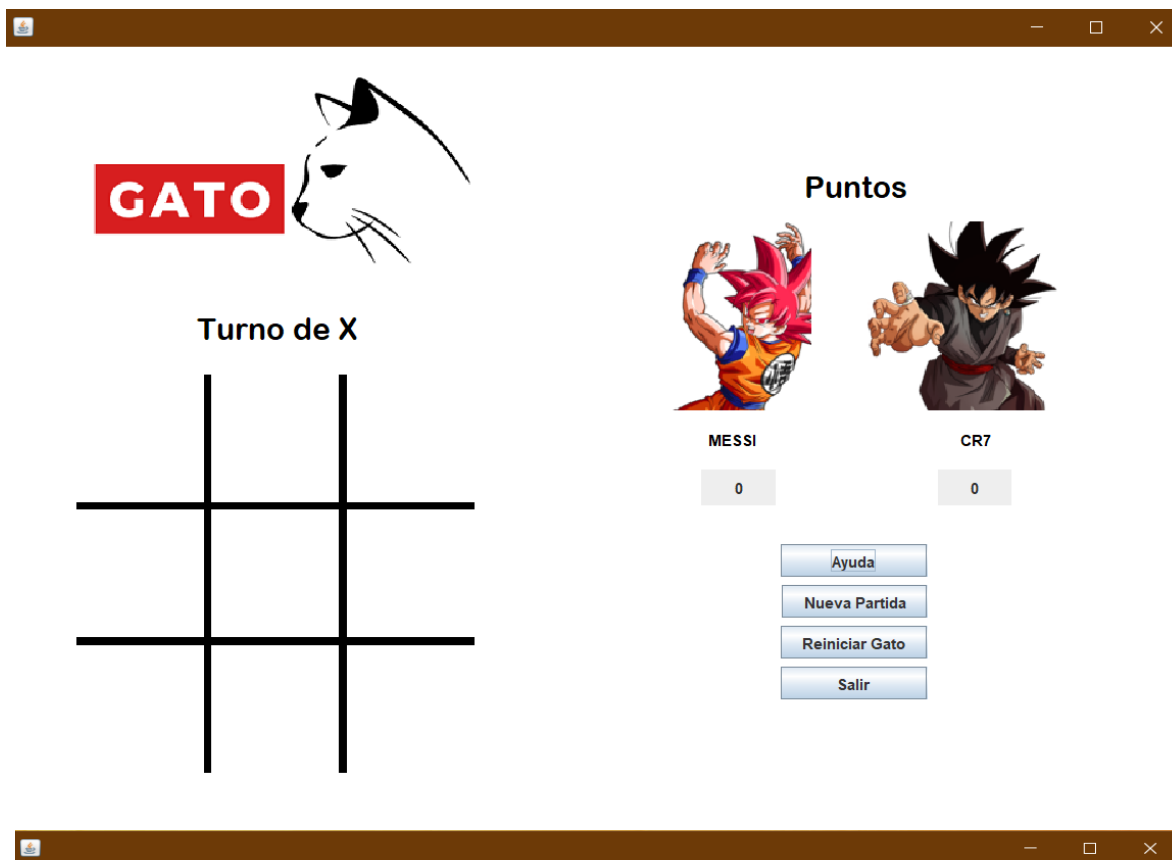 GATO
Turno de X
Puntos
MESSI
CR7
0
0
Ayuda
Nueva Partida
Reiniciar Gato
Salir